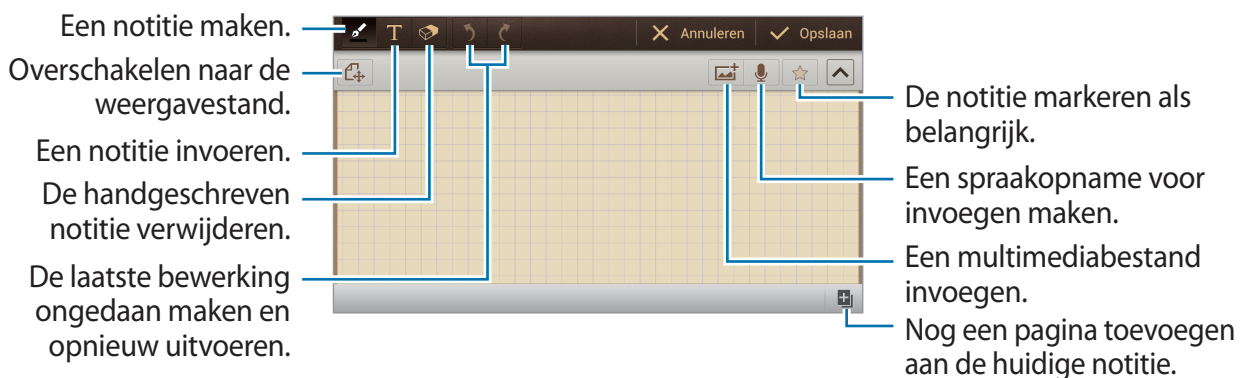 Een notitie maken.
Overschakelen naar de
weergavestand.
Een notitie invoeren.
De handgeschreven
notitie verwijderen.
De laatste bewerking
ongedaan maken en
opnieuw uitvoeren.
T
Annuleren
Opslaan
De notitie markeren als
belangrijk.
Een spraakopname voor
invoegen maken.
Een multimediabestand
invoegen.
Nog een pagina toevoegen
aan de huidige notitie.